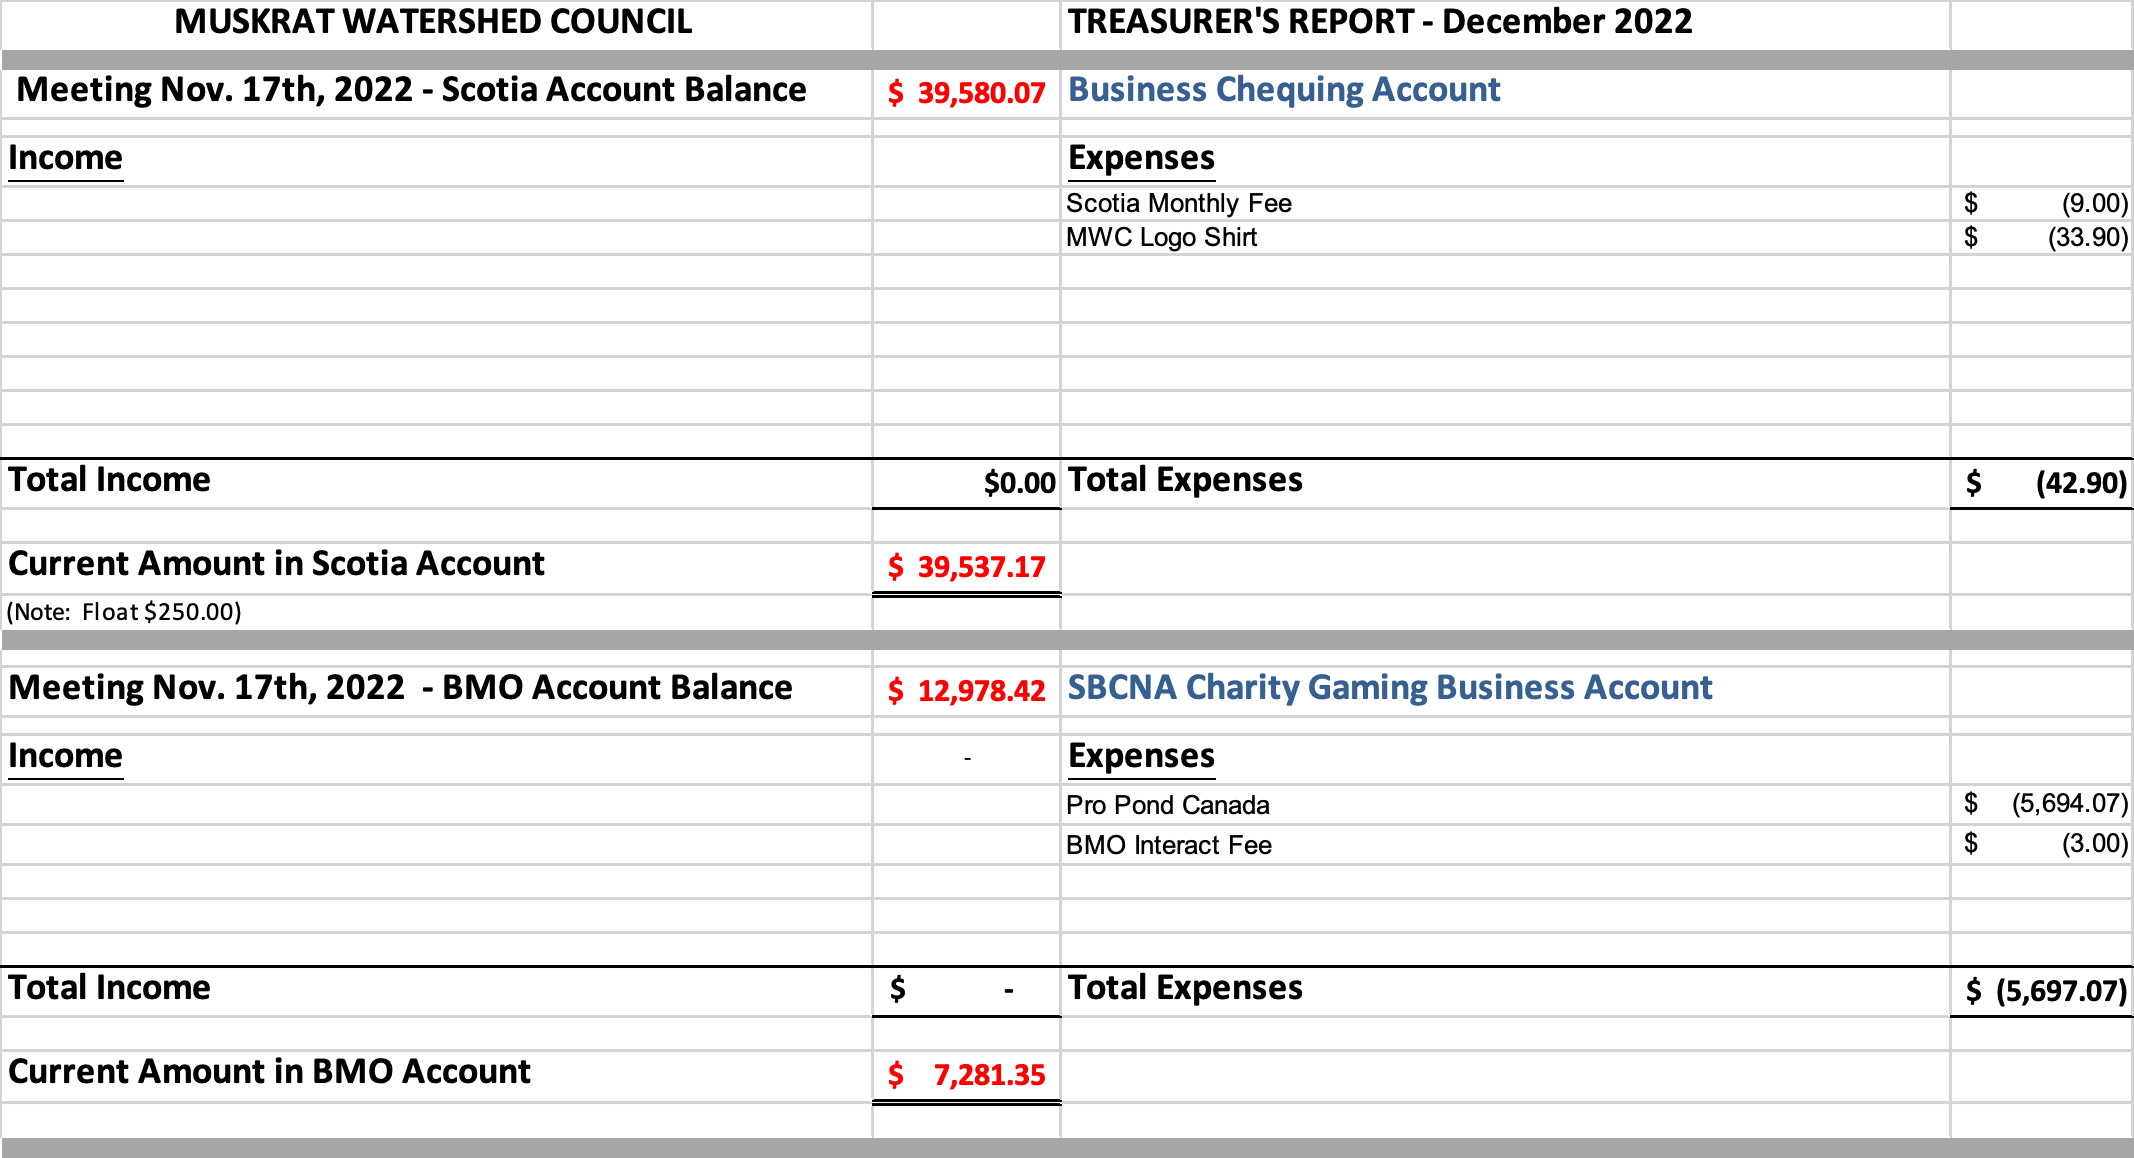 MUSKRAT WATERSHED COUNCIL TREASURER'S REPORT - December 2022
Meeting Nov. 17th, 2022 - Scotia Account Balance $ 39,580.07 Business Chequing Account
Income Expenses
Scotia Monthly Fee $ (9.00)
MWC Logo Shirt $ (33.90)
Total Income $0.00 Total Expenses $ (42.90)
Current Amount in Scotia Account $ 39,537.17
(Note: Float $250.00)
Meeting Nov. 17th, 2022 - BMO Account Balance $ 12,978.42 SBCNA Charity Gaming Business Account
Income - Expenses
Pro Pond Canada $ (5,694.07)
BMO Interact Fee $ (3.00)
Total Income $ - Total Expenses $ (5,697.07)
Current Amount in BMO Account $ 7,281.35